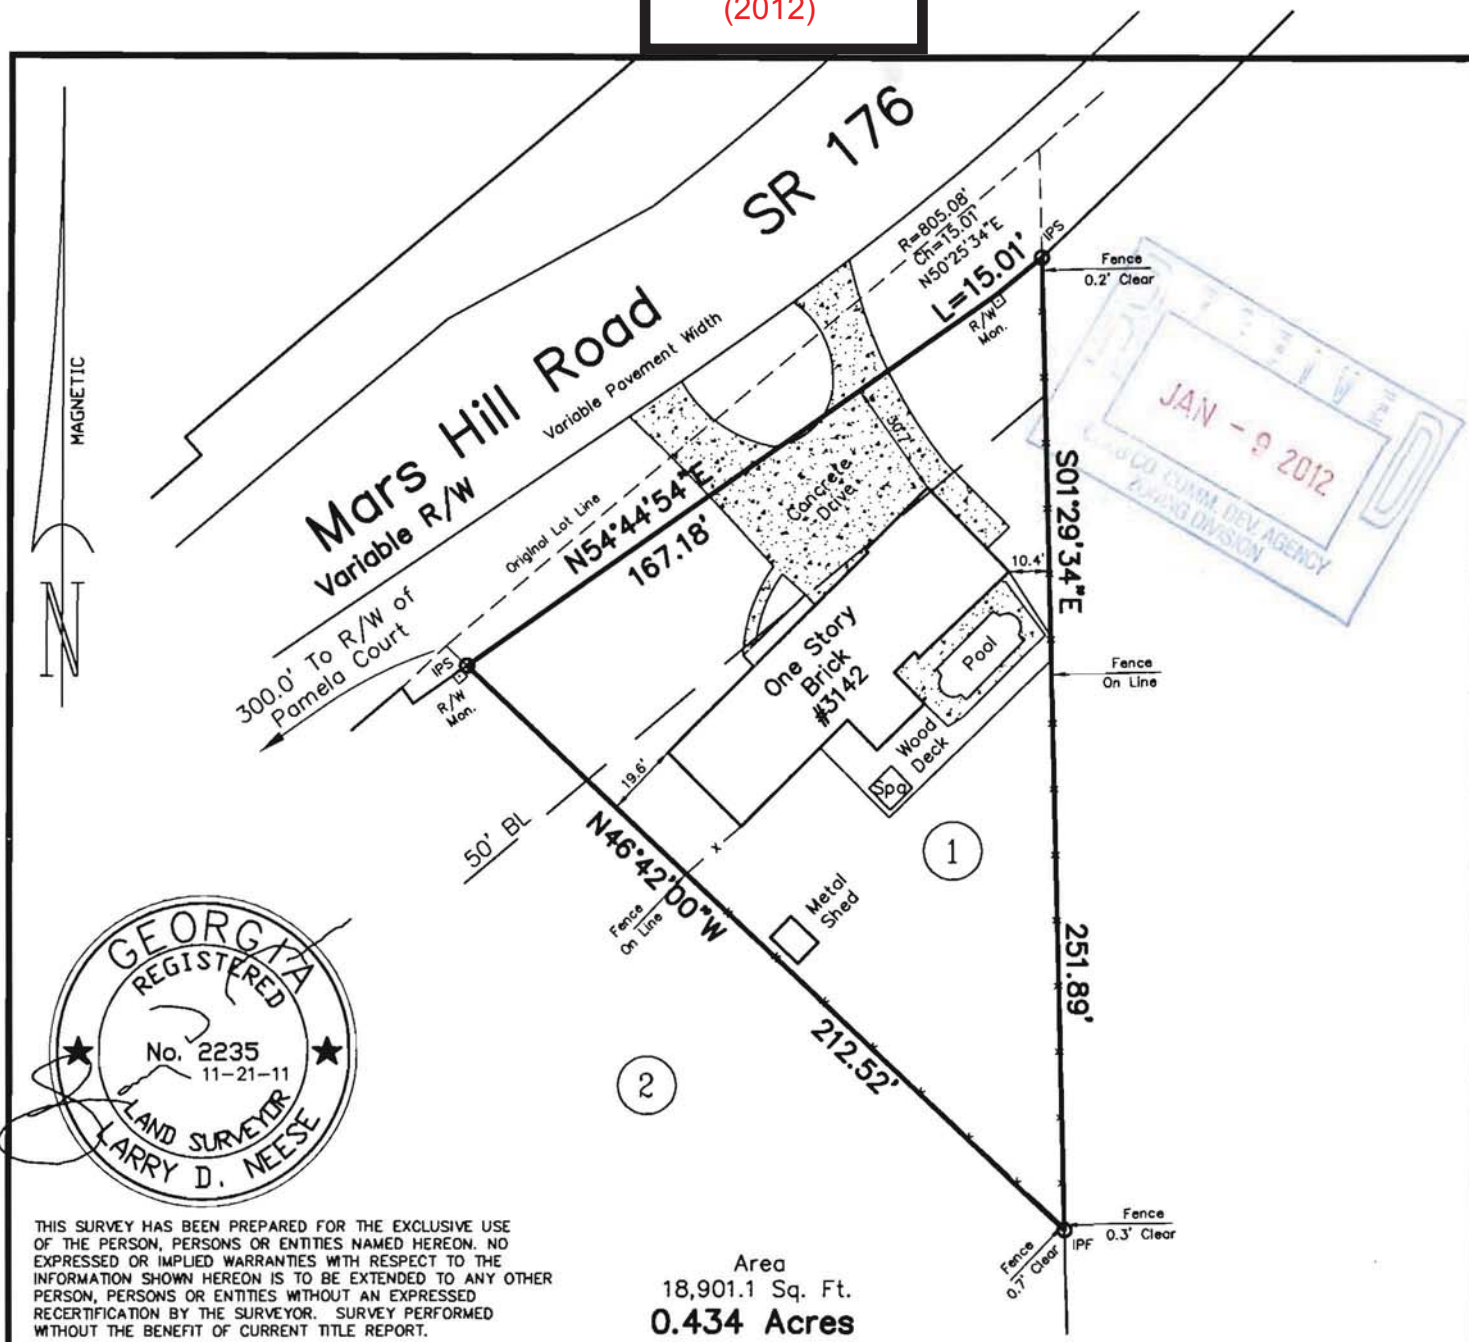 (2012)
SR 176
R=805.08'
Ch=15.01'
N50°25'34"E
L=15.01'
IPS
Fence
0.2' Clear
R/W
Mon.
MAGNETIC
N
Mars Hill Road
Variable Pavement Width
Variable R/W
Original Lot Line
N54°44'54"E
167.18'
300.0' To R/W of
Pamela Court
IPS
R/W
Mon.
Concrete
Drive
JAN - 9 2012
COMM. DEV. AGENCY
ZONING DIVISION
S01°29'34"E
10.4'
One Story
Brick
#3142
Pool
Fence
On Line
Wood
Deck
Spa
19.6'
50' BL
N46°42'00"W
Fence
On Line
1
Metal
Shed
251.89'
212.52'
2
GEORGIA
REGISTERED
No. 2235
11-21-11
LAND SURVEYOR
LARRY D. NEESE
Fence
0.3' Clear
IPF
Fence
0.7' Clear
THIS SURVEY HAS BEEN PREPARED FOR THE EXCLUSIVE USE
OF THE PERSON, PERSONS OR ENTITIES NAMED HEREON. NO
EXPRESSED OR IMPLIED WARRANTIES WITH RESPECT TO THE
INFORMATION SHOWN HEREON IS TO BE EXTENDED TO ANY OTHER
PERSON, PERSONS OR ENTITIES WITHOUT AN EXPRESSED
RECERTIFICATION BY THE SURVEYOR. SURVEY PERFORMED
WITHOUT THE BENEFIT OF CURRENT TITLE REPORT.
Area
18,901.1 Sq. Ft.
0.434 Acres